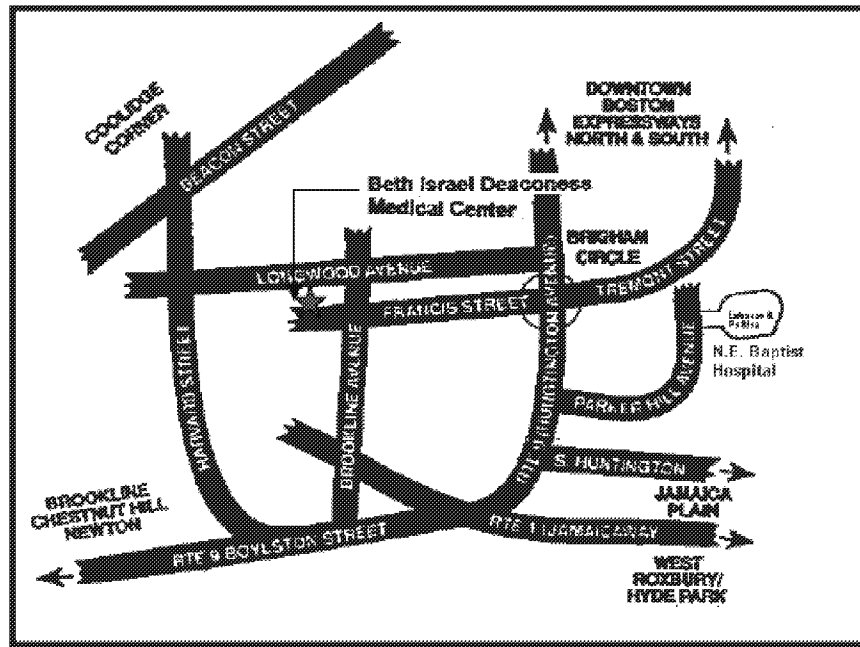 COOLIDGE
CORNER
BEACON STREET
DOWNTOWN
BOSTON
EXPRESSWAYS
NORTH & SOUTH
Beth Israel Deaconess
Medical Center
BRIGHAM
CIRCLE
LONGWOOD AVENUE
FRANCIS STREET
TREMONT STREET
HARVARD STREET
BROOKLINE AVENUE
RTE 9 HUNTINGTON AVENUE
Entrance &
Parking
N.E. Baptist
Hospital
PARKER HILL AVENUE
S. HUNTINGTON
JAMAICA
PLAIN
BROOKLINE
CHESTNUT HILL
NEWTON
RTE 9 BOYLSTON STREET
RTE 1 JAMAICAWAY
WEST
ROXBURY/
HYDE PARK